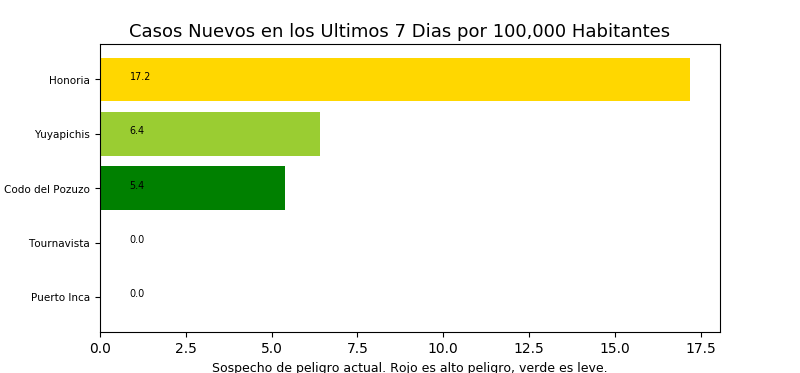 Casos Nuevos en los Ultimos 7 Dias por 100,000 Habitantes
Honoria 17.2
Yuyapichis 6.4
Codo del Pozuzo 5.4
Tournavista 0.0
Puerto Inca 0.0
0.0 2.5 5.0 7.5 10.0 12.5 15.0 17.5
Sospecho de peligro actual. Rojo es alto peligro, verde es leve.